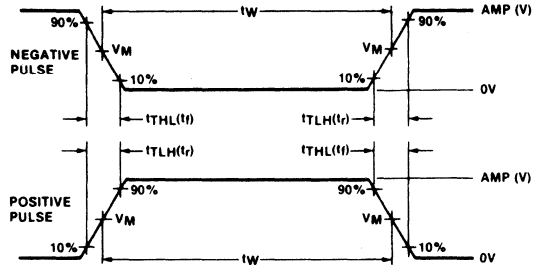 tW
90%
90%
AMP (V)
VM
VM
NEGATIVE
PULSE
10%
10%
0V
tTHL(tf)
tTLH(tr)
tTLH(tr)
tTHL(tf)
90%
90%
AMP (V)
POSITIVE
PULSE
VM
VM
10%
10%
tW
0V